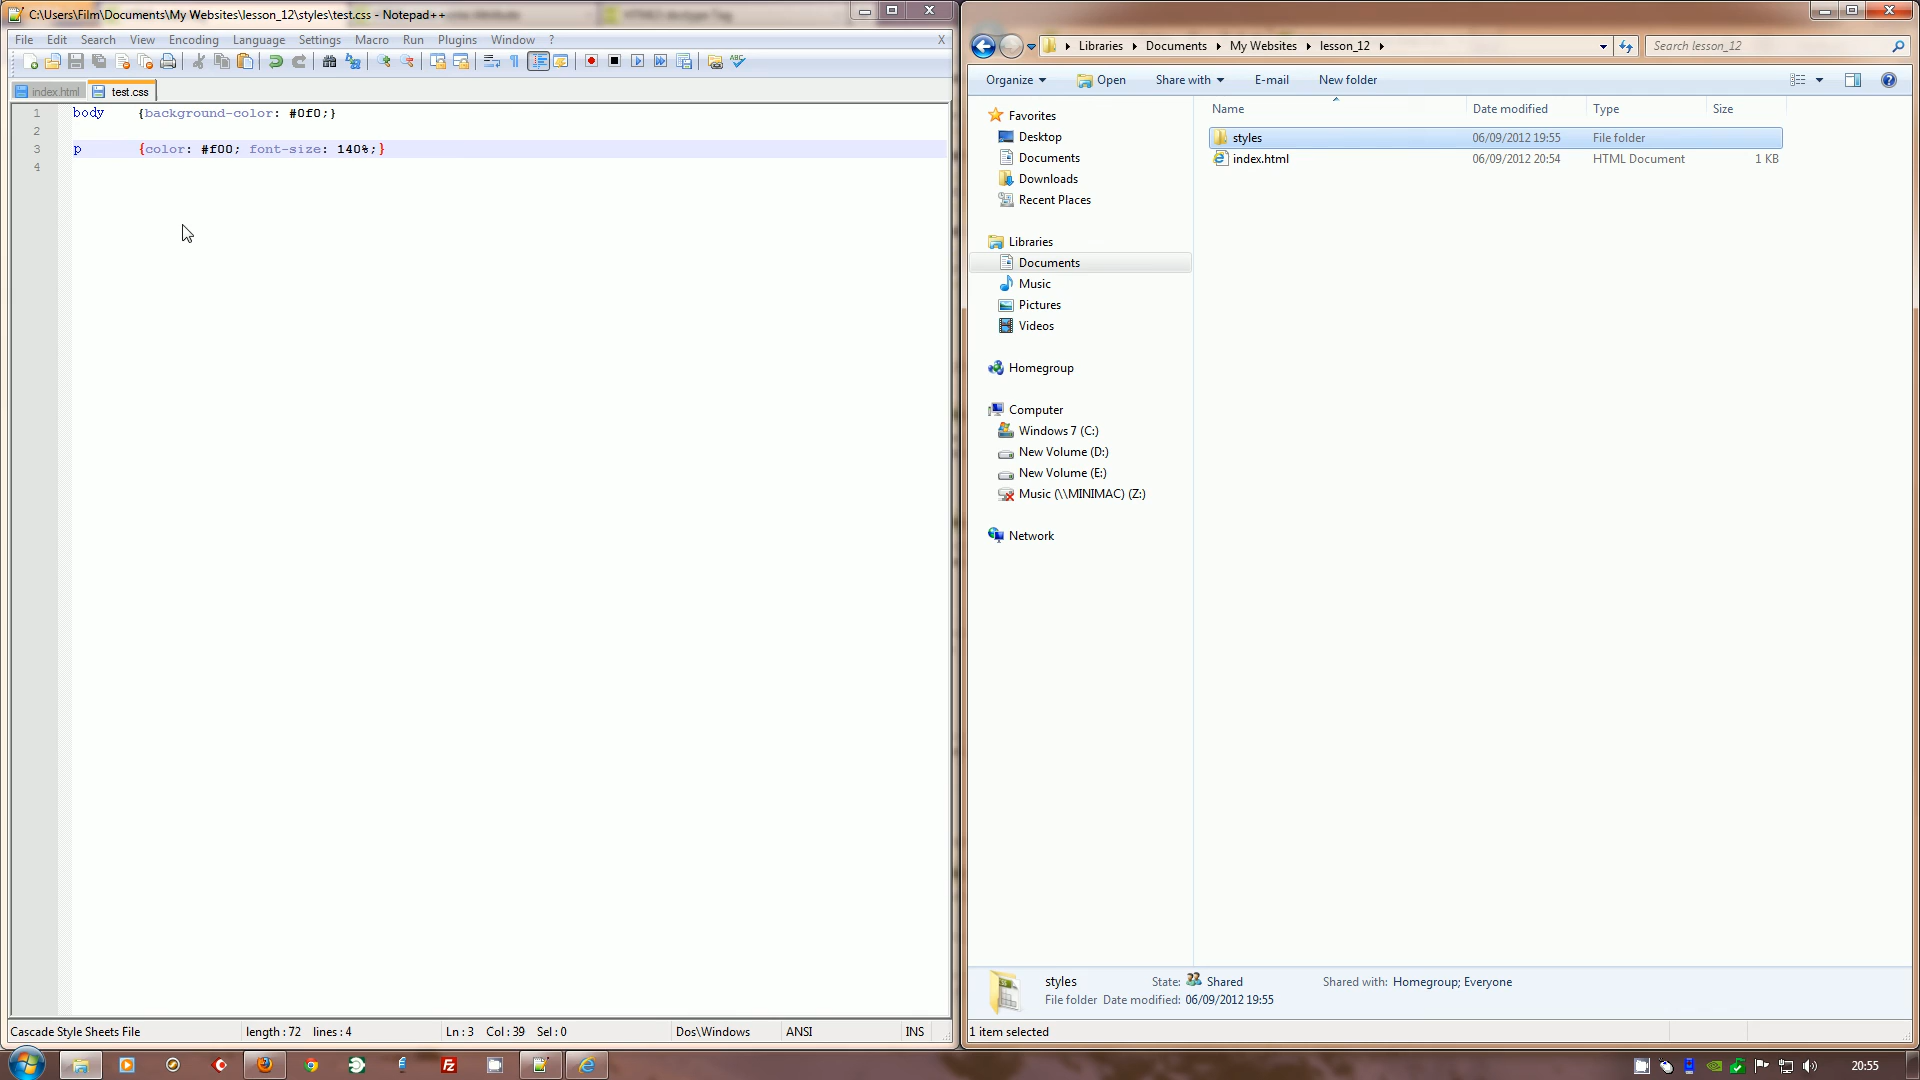 C:\Users\Film\Documents\My Websites\lesson_12\styles\test.css - Notepad++
File Edit Search View Encoding Language Settings Macro Run Plugins Window ? X
index.html test.css
1 body {background-color: #0f0;}
2
3 p {color: #f00; font-size: 140%;}
4
Cascade Style Sheets File length : 72 lines : 4 Ln : 3 Col : 39 Sel : 0 Dos\Windows ANSI INS
Libraries Documents My Websites lesson_12 Search lesson_12
Organize Open Share with E-mail New folder
Name Date modified Type Size
styles 06/09/2012 19:55 File folder
index.html 06/09/2012 20:54 HTML Document 1 KB
Favorites
Desktop
Documents
Downloads
Recent Places
Libraries
Documents
Music
Pictures
Videos
Homegroup
Computer
Windows 7 (C:)
New Volume (D:)
New Volume (E:)
Music (\\MINIMAC) (Z:)
Network
styles State: Shared Shared with: Homegroup; Everyone
File folder Date modified: 06/09/2012 19:55
1 item selected
20:55